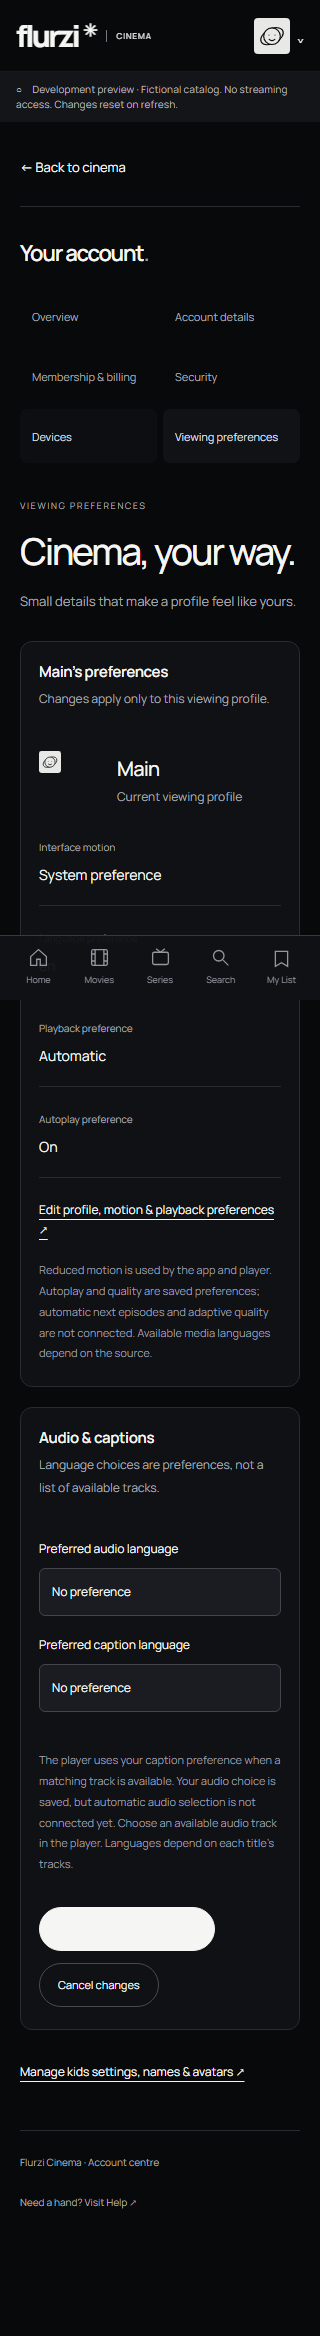 flurzi* | CINEMA
Development preview · Fictional catalog. No streaming
access. Changes reset on refresh.
← Back to cinema
Your account.
Overview
Account details
Membership & billing
Security
Devices
Viewing preferences
VIEWING PREFERENCES
Cinema, your way.
Small details that make a profile feel like yours.
Main's preferences
Changes apply only to this viewing profile.
Main
Current viewing profile
Interface motion
System preference
Home
Movies
Series
Search
My List
Playback preference
Automatic
Autoplay preference
On
Edit profile, motion & playback preferences
↗
Reduced motion is used by the app and player.
Autoplay and quality are saved preferences;
automatic next episodes and adaptive quality
are not connected. Available media languages
depend on the source.
Audio & captions
Language choices are preferences, not a
list of available tracks.
Preferred audio language
No preference
Preferred caption language
No preference
The player uses your caption preference when a
matching track is available. Your audio choice is
saved, but automatic audio selection is not
connected yet. Choose an available audio track
in the player. Languages depend on each title's
tracks.
Cancel changes
Manage kids settings, names & avatars ↗
Flurzi Cinema · Account centre
Need a hand? Visit Help ↗